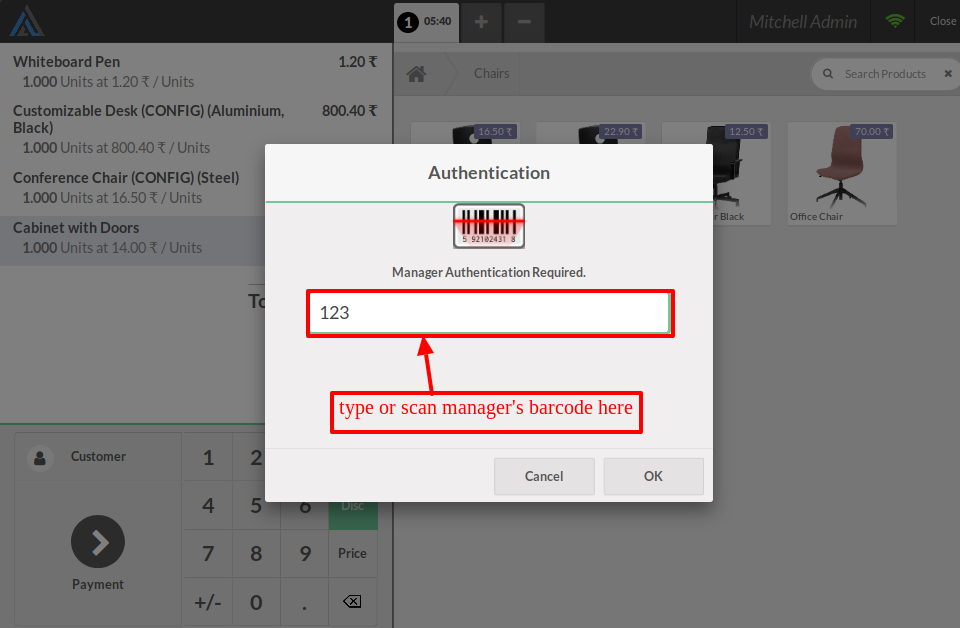 1 05:40
Mitchell Admin
Close
Whiteboard Pen 1.20 ₹
1.000 Units at 1.20 ₹ / Units
Customizable Desk (CONFIG) (Aluminium, 800.40 ₹
Black)
1.000 Units at 800.40 ₹ / Units
Conference Chair (CONFIG) (Steel)
1.000 Units at 16.50 ₹ / Units
Cabinet with Doors
1.000 Units at 14.00 ₹ / Units
To
Chairs
Search Products
16.50 ₹
22.90 ₹
12.50 ₹
70.00 ₹
r Black
Office Chair
Authentication
5 92102431 8
Manager Authentication Required.
123
type or scan manager's barcode here
Cancel
OK
Customer
Payment
1 2
4 5 6 Disc
7 8 9 Price
+/- 0 .